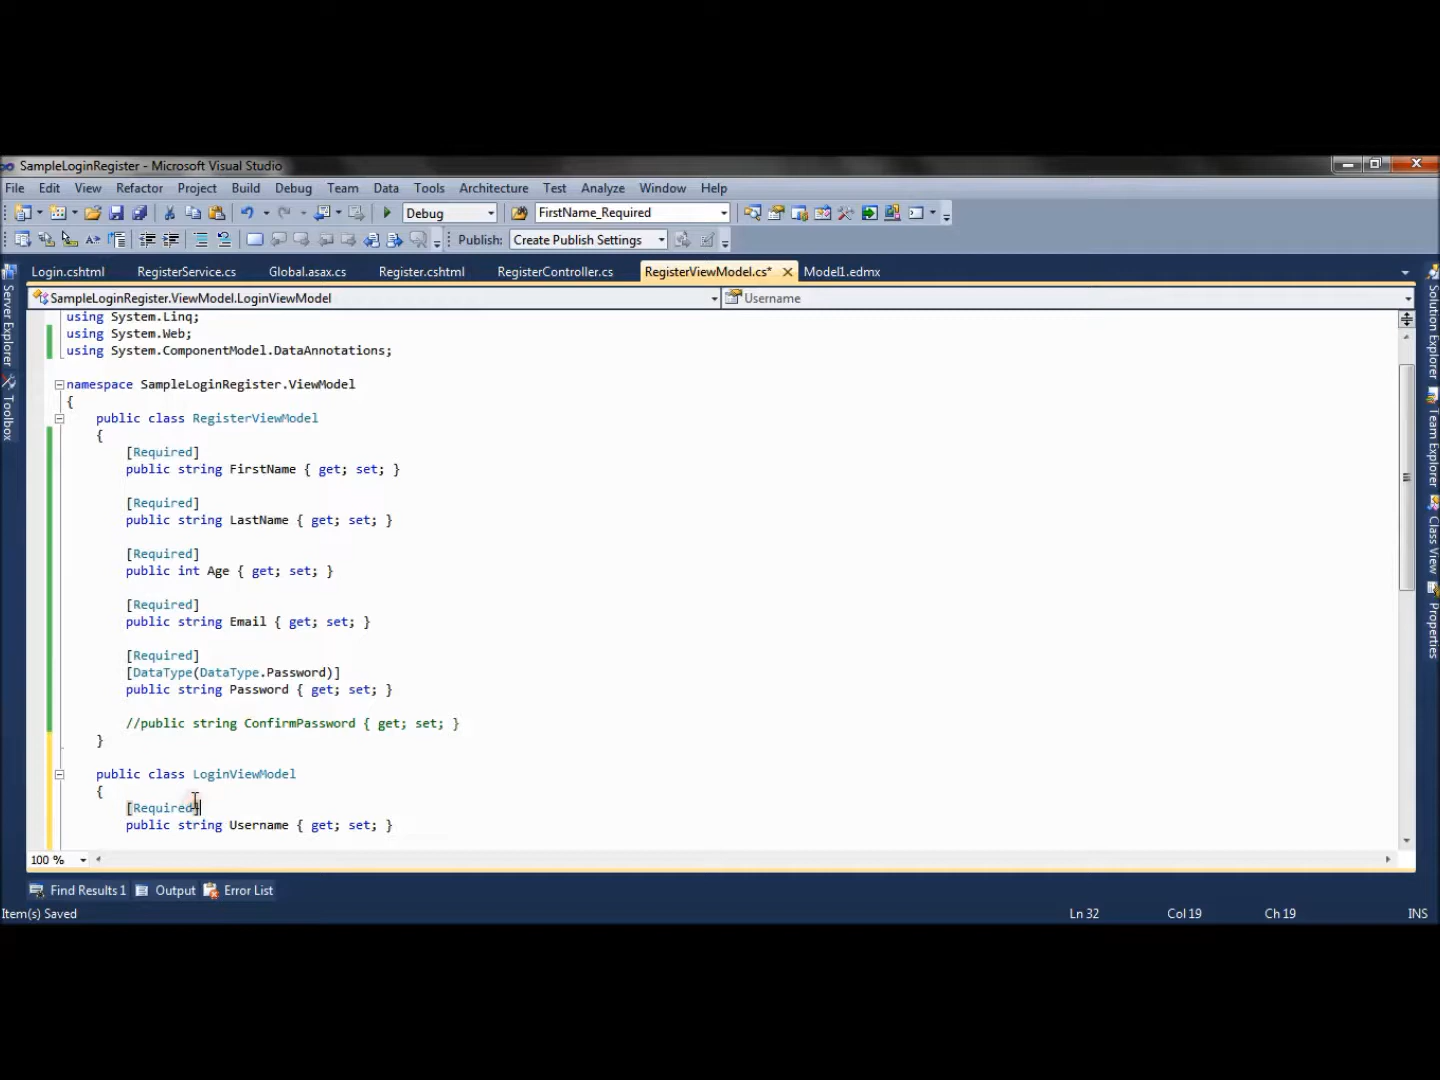 SampleLoginRegister - Microsoft Visual Studio
File Edit View Refactor Project Build Debug Team Data Tools Architecture Test Analyze Window Help
Debug FirstName_Required
Publish: Create Publish Settings
Login.cshtml RegisterService.cs Global.asax.cs Register.cshtml RegisterController.cs RegisterViewModel.cs* Model1.edmx
SampleLoginRegister.ViewModel.LoginViewModel Username
using System.Linq;
using System.Web;
using System.ComponentModel.DataAnnotations;
namespace SampleLoginRegister.ViewModel
{
public class RegisterViewModel
{
[Required]
public string FirstName { get; set; }
[Required]
public string LastName { get; set; }
[Required]
public int Age { get; set; }
[Required]
public string Email { get; set; }
[Required]
[DataType(DataType.Password)]
public string Password { get; set; }
//public string ConfirmPassword { get; set; }
}
public class LoginViewModel
{
[Required]
public string Username { get; set; }
100 %
Find Results 1 Output Error List
Item(s) Saved Ln 32 Col 19 Ch 19 INS
Server Explorer
Toolbox
Solution Explorer
Team Explorer
Class View
Properties